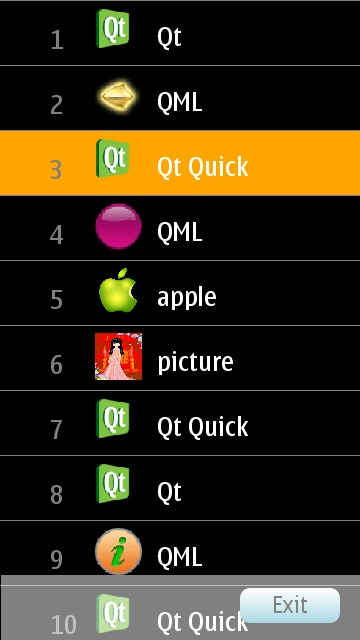 1 Qt Qt
2 QML
3 Qt Qt Quick
4 QML
5 apple
6 picture
7 Qt Qt Quick
8 Qt Qt
9 i QML
10 Qt Qt Quick
Exit